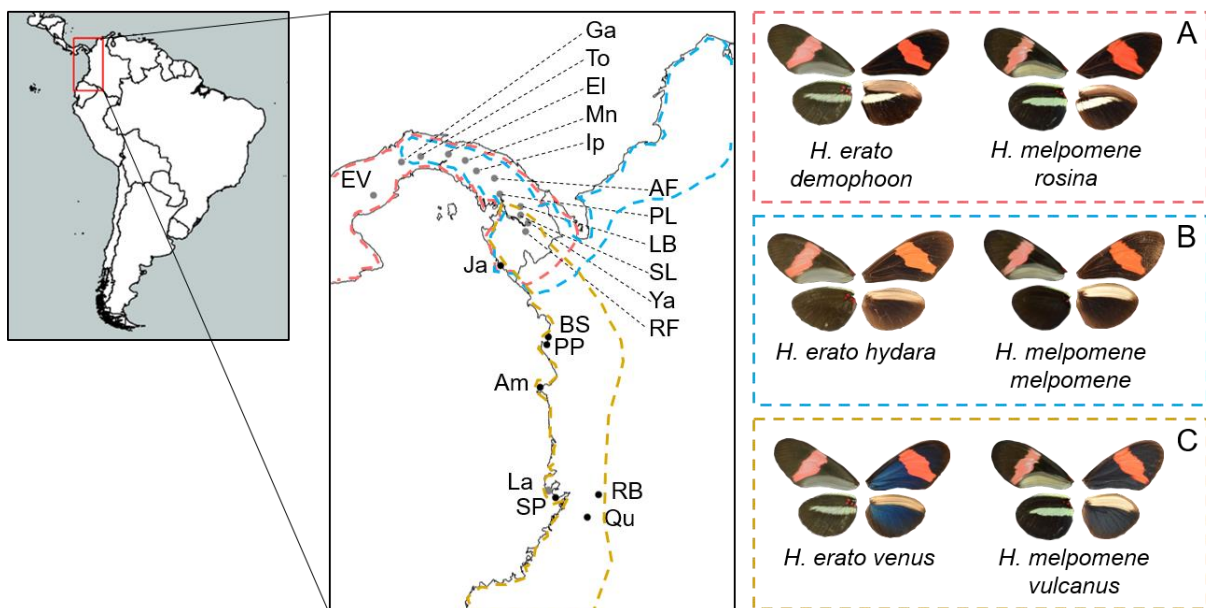 Ga
To
El
Mn
Ip
EV
AF
PL
LB
SL
Ya
RF
Ja
BS
PP
Am
La
SP
RB
Qu
A
H. erato
demophoon
H. melpomene
rosina
B
H. erato hydara
H. melpomene
melpomene
C
H. erato venus
H. melpomene
vulcanus